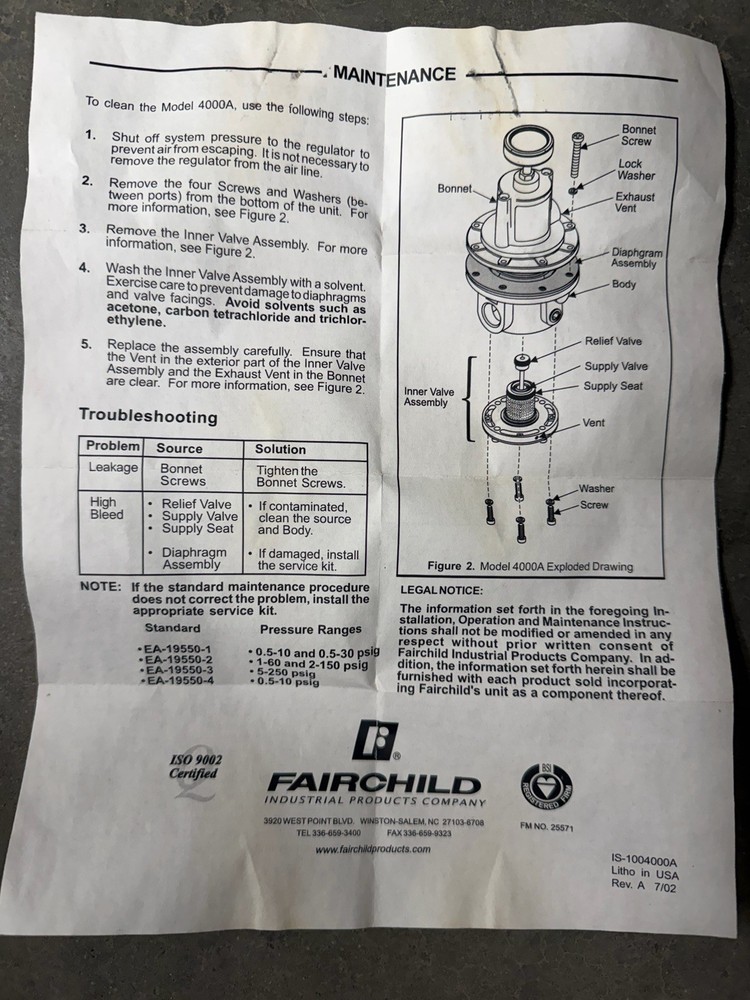 MAINTENANCE
To clean the Model 4000A, use the following steps:
1. Shut off system pressure to the regulator to
prevent air from escaping. It is not necessary to
remove the regulator from the air line.
2. Remove the four Screws and Washers (be-
tween ports) from the bottom of the unit. For
more information, see Figure 2.
3. Remove the Inner Valve Assembly. For more
information, see Figure 2.
4. Wash the Inner Valve Assembly with a solvent.
Exercise care to prevent damage to diaphragms
and valve facings. Avoid solvents such as
acetone, carbon tetrachloride and trichlor-
ethylene.
5. Replace the assembly carefully. Ensure that
the Vent in the exterior part of the Inner Valve
Assembly and the Exhaust Vent in the Bonnet
are clear. For more information, see Figure 2.
Troubleshooting
Problem Source Solution
Leakage Bonnet Tighten the
Screws Bonnet Screws.
High • Relief Valve • If contaminated,
Bleed • Supply Valve clean the source
• Supply Seat and Body.
• Diaphragm • If damaged, install
Assembly the service kit.
NOTE: If the standard maintenance procedure
does not correct the problem, install the
appropriate service kit.
Standard Pressure Ranges
• EA-19550-1 • 0.5-10 and 0.5-30 psig
• EA-19550-2 • 1-60 and 2-150 psig
• EA-19550-3 • 5-250 psig
• EA-19550-4 • 0.5-10 psig
Bonnet
Screw
Lock
Washer
Bonnet
Exhaust
Vent
Diaphgram
Assembly
Body
Relief Valve
Supply Valve
Supply Seat
Inner Valve
Assembly
Vent
Washer
Screw
Figure 2. Model 4000A Exploded Drawing
LEGAL NOTICE:
The information set forth in the foregoing In-
stallation, Operation and Maintenance Instruc-
tions shall not be modified or amended in any
respect without prior written consent of
Fairchild Industrial Products Company. In ad-
dition, the information set forth herein shall be
furnished with each product sold incorporat-
ing Fairchild's unit as a component thereof.
ISO 9002
Certified
®
FAIRCHILD
INDUSTRIAL PRODUCTS COMPANY
3920 WEST POINT BLVD. WINSTON-SALEM, NC 27103-6708
TEL 336-659-3400 FAX 336-659-9323
www.fairchildproducts.com
BSI
REGISTERED FIRM
FM NO. 25571
IS-1004000A
Litho in USA
Rev. A 7/02